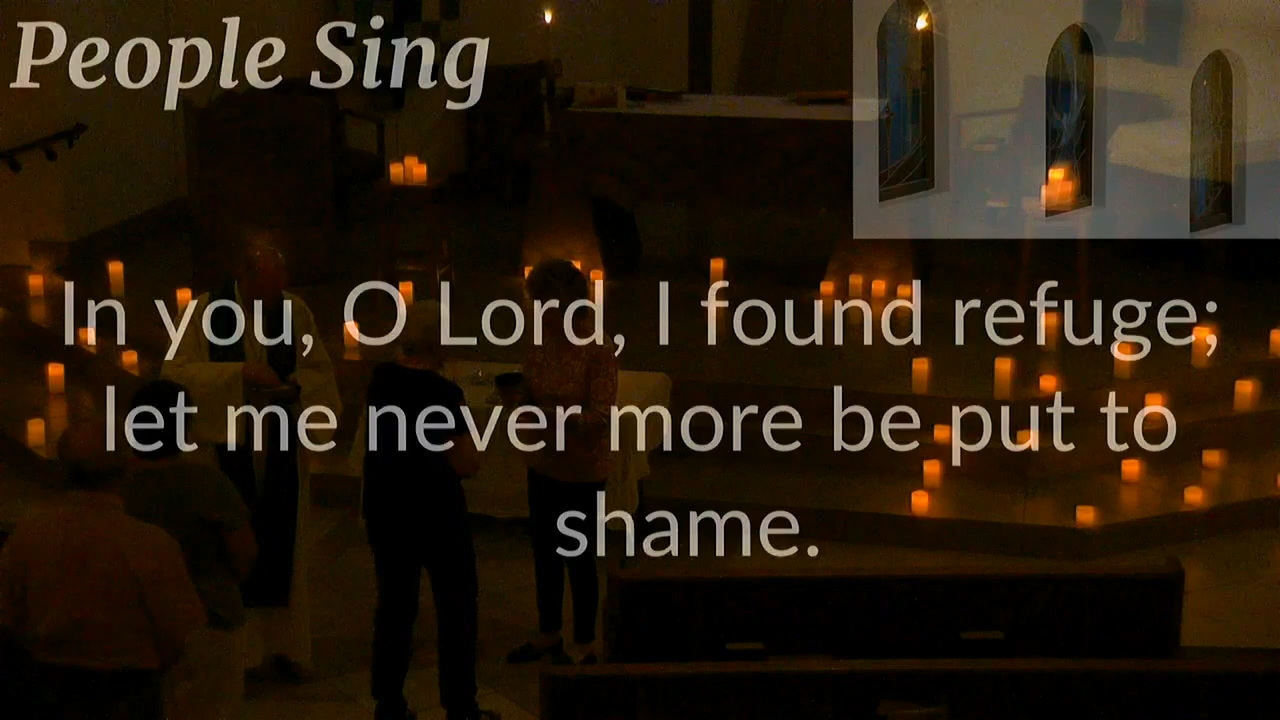 People Sing
In you, O Lord, I found refuge;
let me never more be put to
shame.